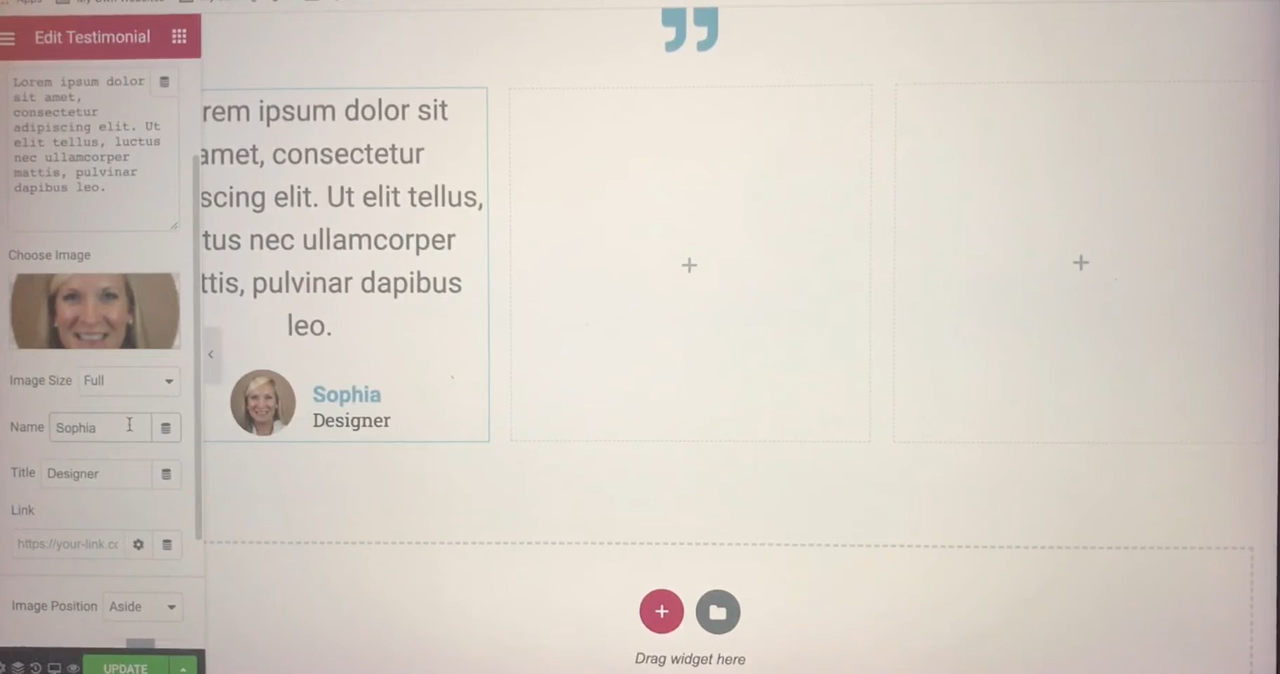 Edit Testimonial
Lorem ipsum dolor
sit amet,
consectetur
adipiscing elit. Ut
elit tellus, luctus
nec ullamcorper
mattis, pulvinar
dapibus leo.
Choose Image
Image Size Full
Name Sophia
Title Designer
Link
https://your-link.co
Image Position Aside
UPDATE
”
rem ipsum dolor sit
amet, consectetur
scing elit. Ut elit tellus,
tus nec ullamcorper
ttis, pulvinar dapibus
leo.
Sophia
Designer
+
+
+
Drag widget here